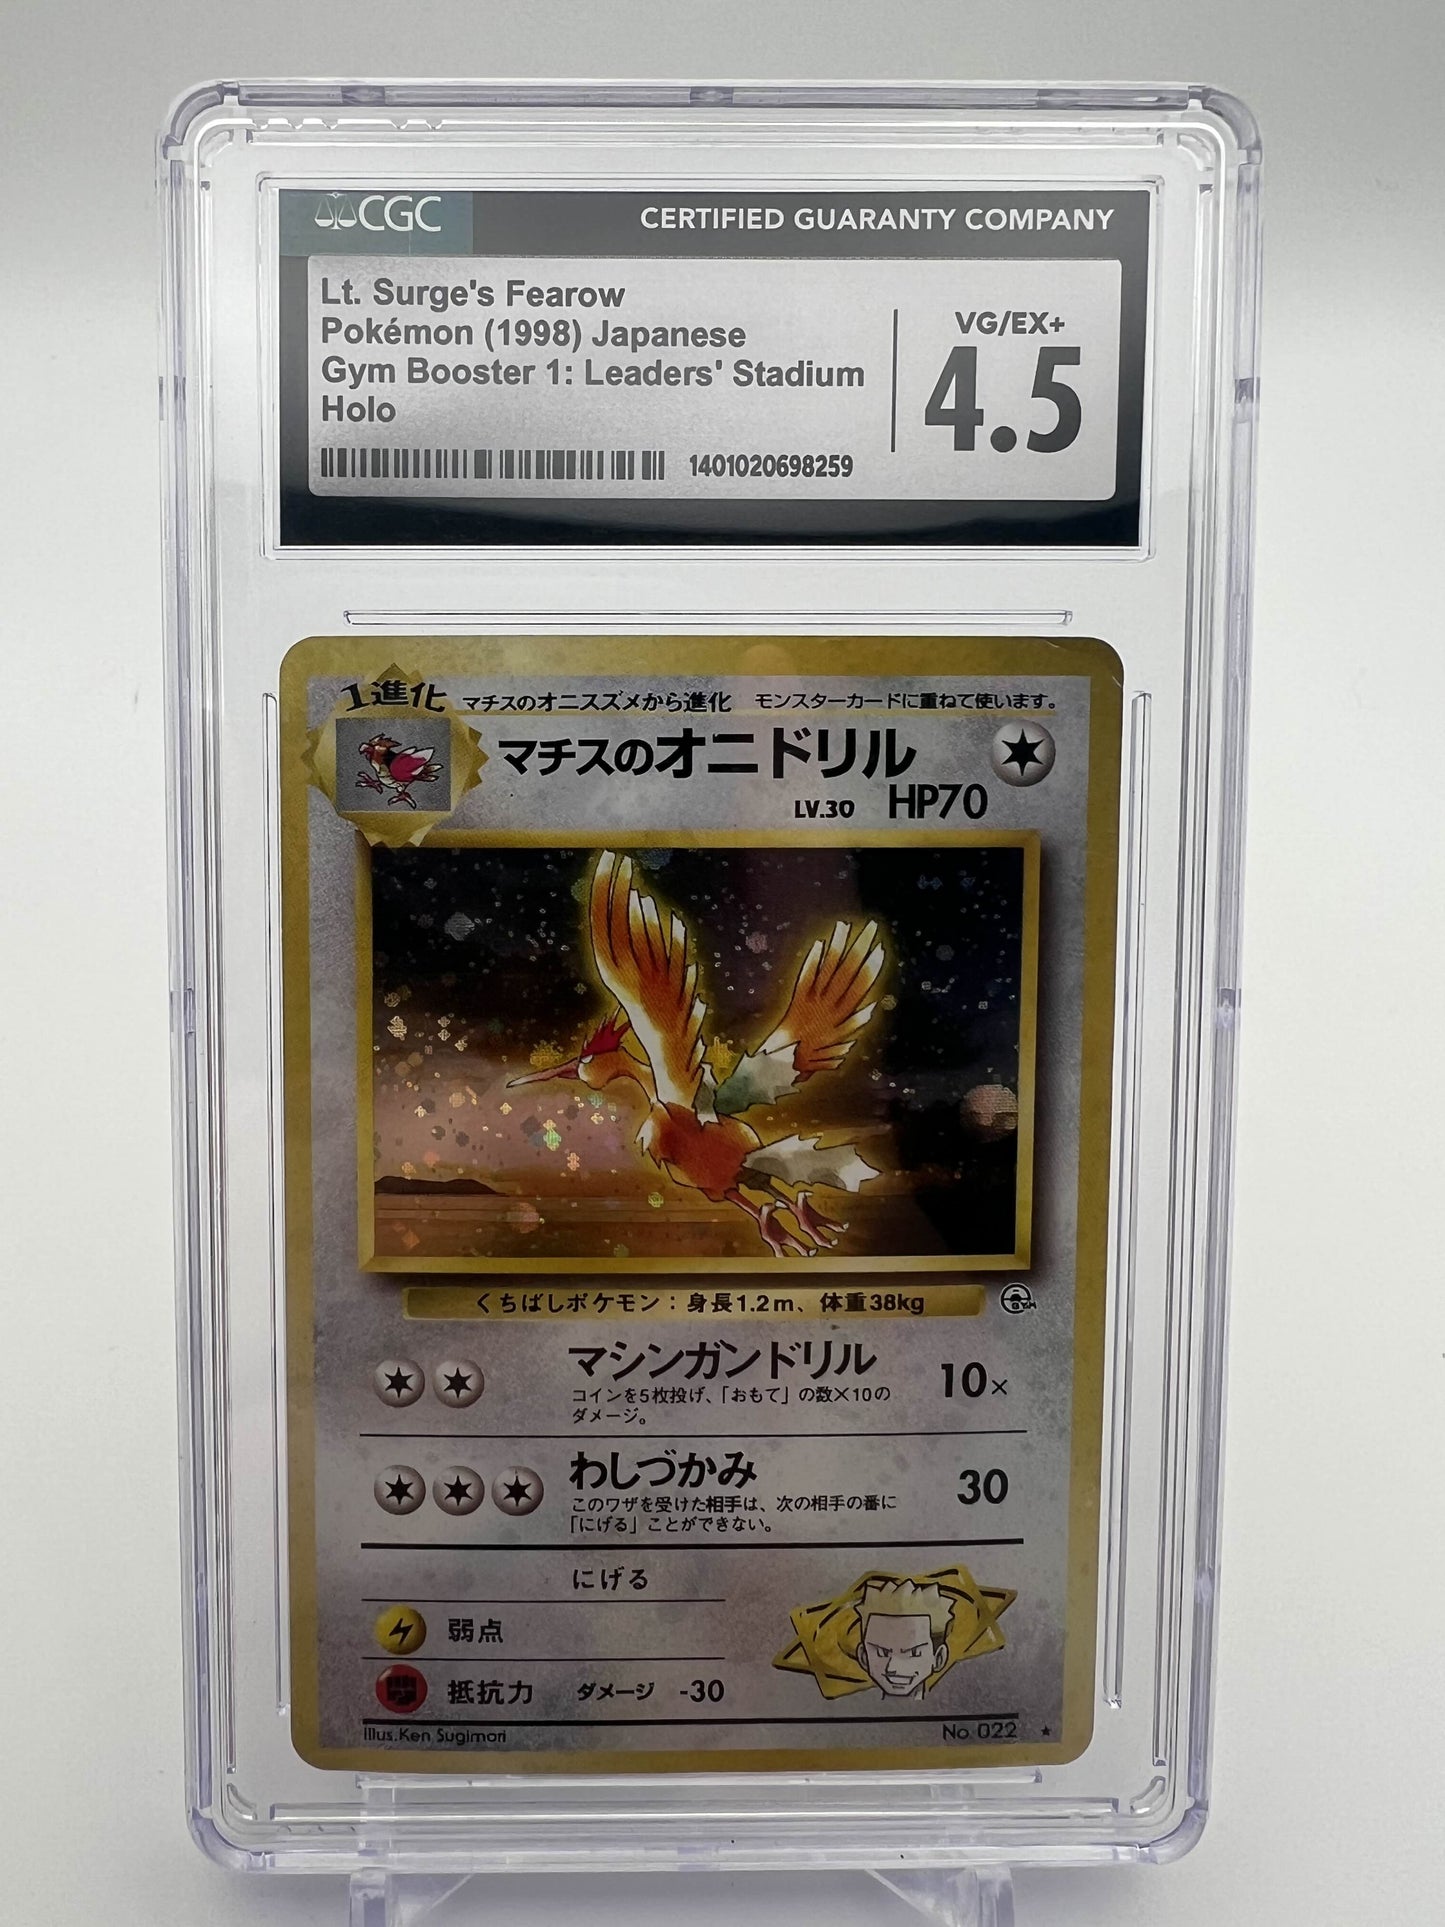 CGC
CERTIFIED GUARANTY COMPANY
Lt. Surge's Fearow
Pokémon (1998) Japanese
Gym Booster 1: Leaders' Stadium
Holo
1401020698259
VG/EX+
4.5
1進化 マチスのオニスズメから進化 モンスターカードに重ねて使います。
マチスのオニドリル
LV.30 HP70
くちばしポケモン：身長1.2m、体重38kg
GYM
マシンガンドリル 10×
コインを5枚投げ、「おもて」の数×10の
ダメージ。
わしづかみ 30
このワザを受けた相手は、次の相手の番に
「にげる」ことができない。
にげる
弱点
抵抗力 ダメージ -30
Illus.Ken Sugimori No. 022 ★